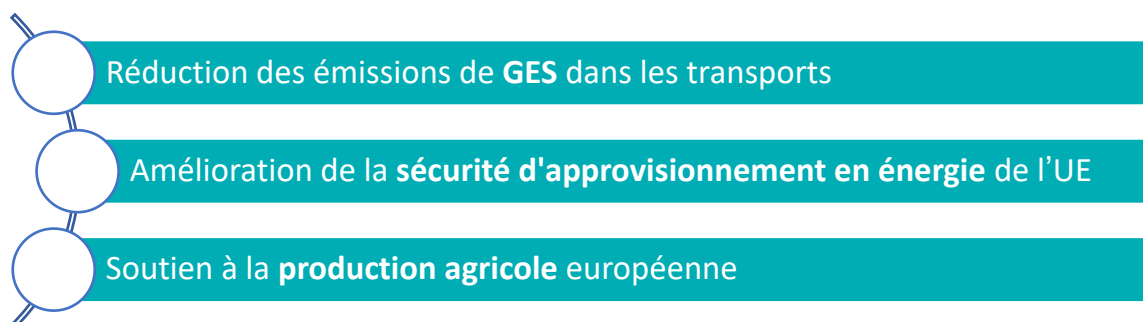 Réduction des émissions de GES dans les transports
Amélioration de la sécurité d'approvisionnement en énergie de l’UE
Soutien à la production agricole européenne